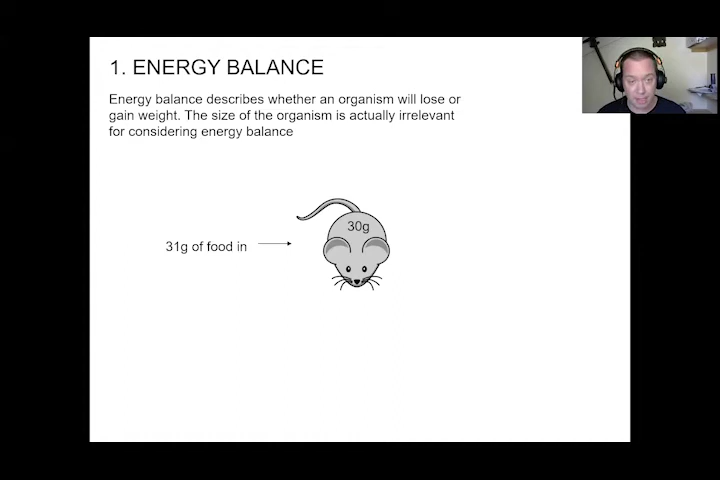 1. ENERGY BALANCE
Energy balance describes whether an organism will lose or
gain weight. The size of the organism is actually irrelevant
for considering energy balance
30g
31g of food in